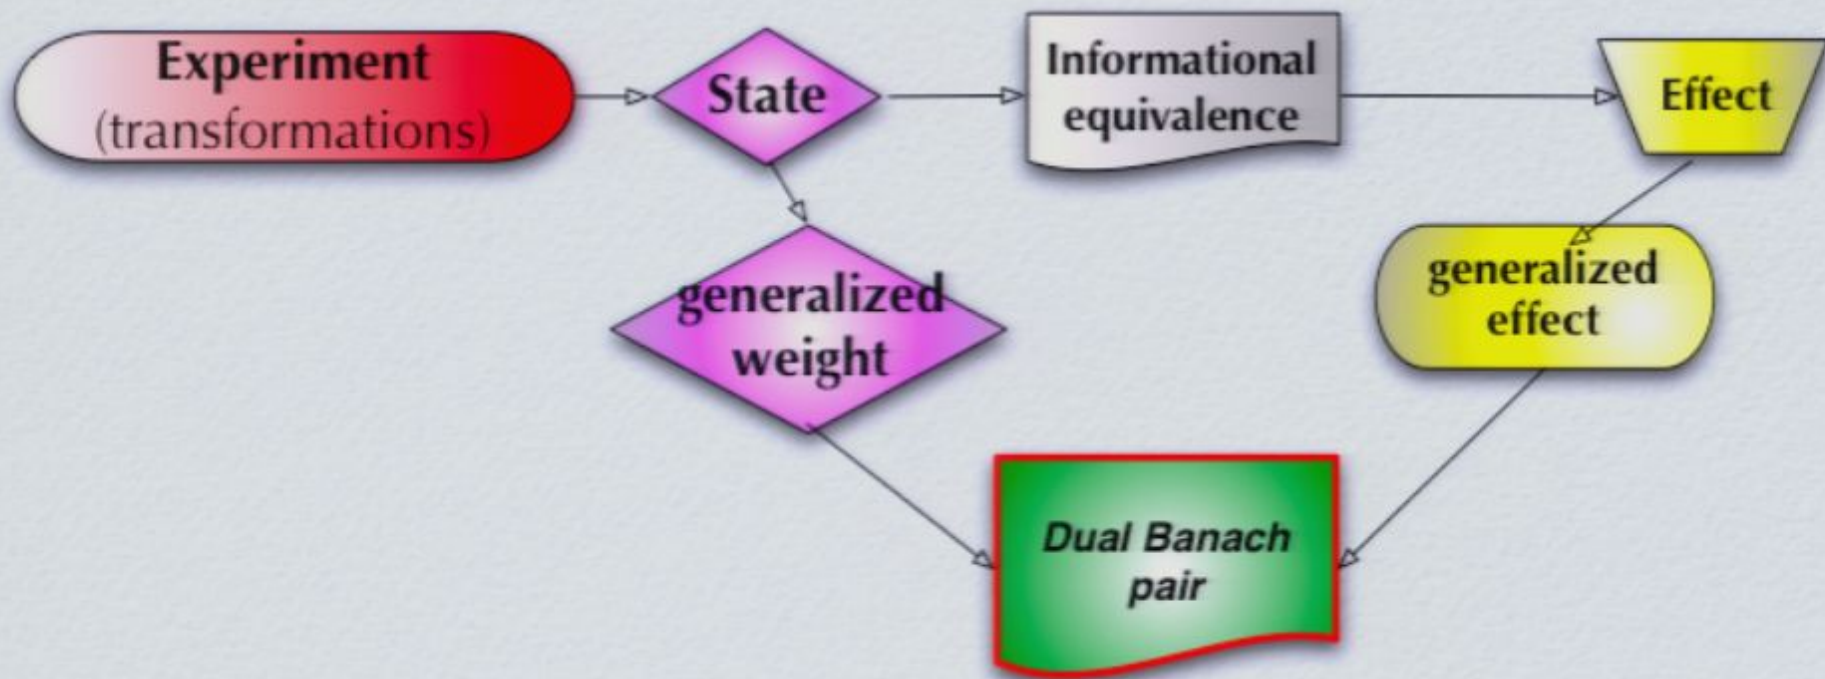 Experiment
(transformations)
State
Informational
equivalence
Effect
generalized
weight
generalized
effect
Dual Banach
pair